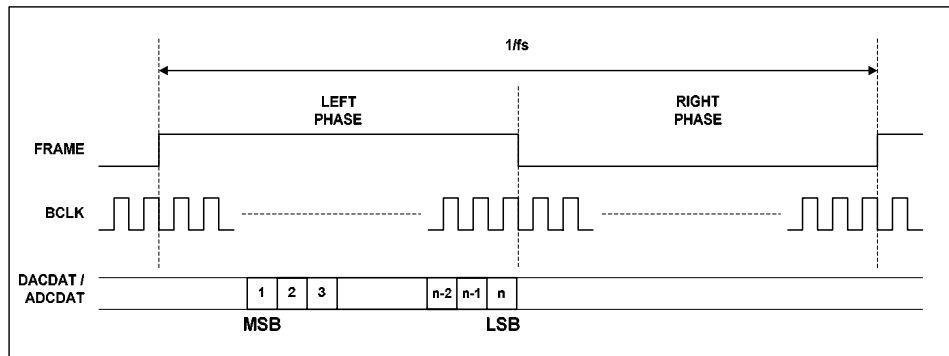 1/fs
LEFT
PHASE
RIGHT
PHASE
FRAME
BCLK
DACDAT /
ADCDAT
1 2 3 n-2 n-1 n
MSB LSB